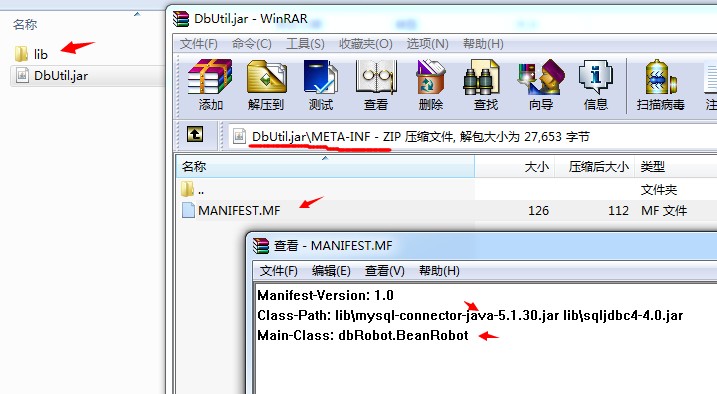 名称
lib
DbUtil.jar
DbUtil.jar - WinRAR
文件(F) 命令(C) 工具(S) 收藏夹(O) 选项(N) 帮助(H)
添加 解压到 测试 查看 删除 查找 向导 信息 扫描病毒
DbUtil.jar\META-INF - ZIP 压缩文件, 解包大小为 27,653 字节
名称 大小 压缩后大小 类型
.. 文件夹
MANIFEST.MF 126 112 MF 文件
查看 - MANIFEST.MF
文件(F) 编辑(E) 查看(V) 帮助(H)
Manifest-Version: 1.0
Class-Path: lib\mysql-connector-java-5.1.30.jar lib\sqljdbc4-4.0.jar
Main-Class: dbRobot.BeanRobot